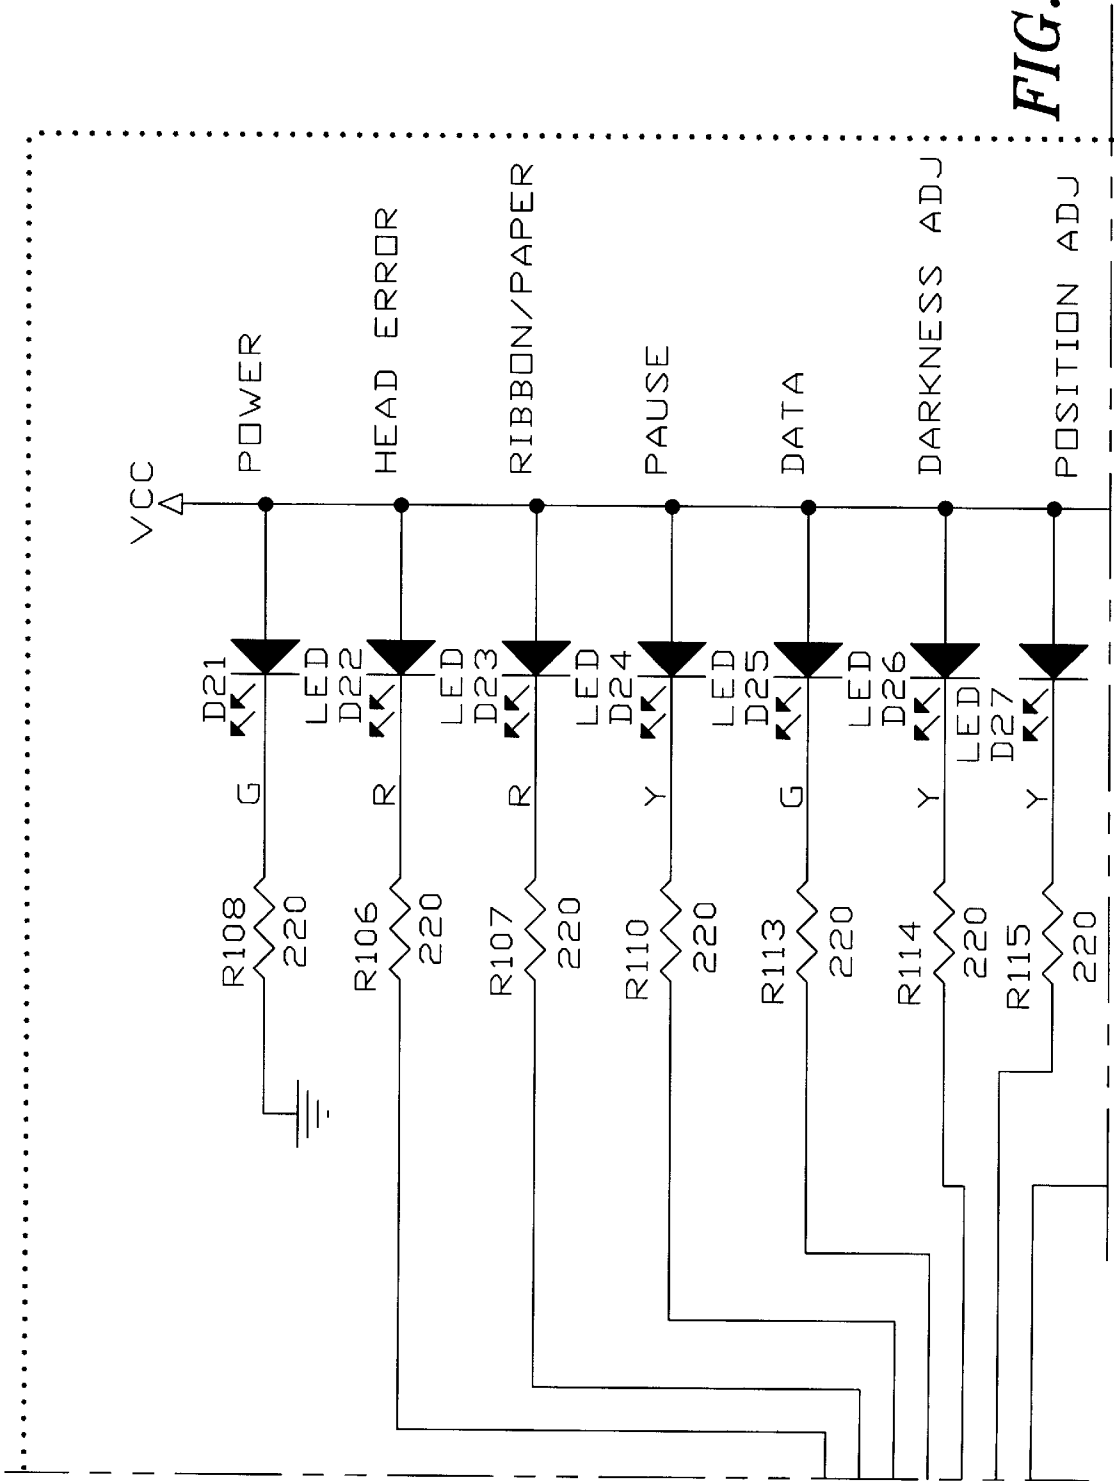 VCC
R108
220
G
D21
LED
POWER
R106
220
R
D22
LED
HEAD ERROR
R107
220
R
D23
LED
RIBBON/PAPER
R110
220
Y
D24
LED
PAUSE
R113
220
G
D25
LED
DATA
R114
220
Y
D26
LED
DARKNESS ADJ
R115
220
Y
D27
POSITION ADJ
FIG.